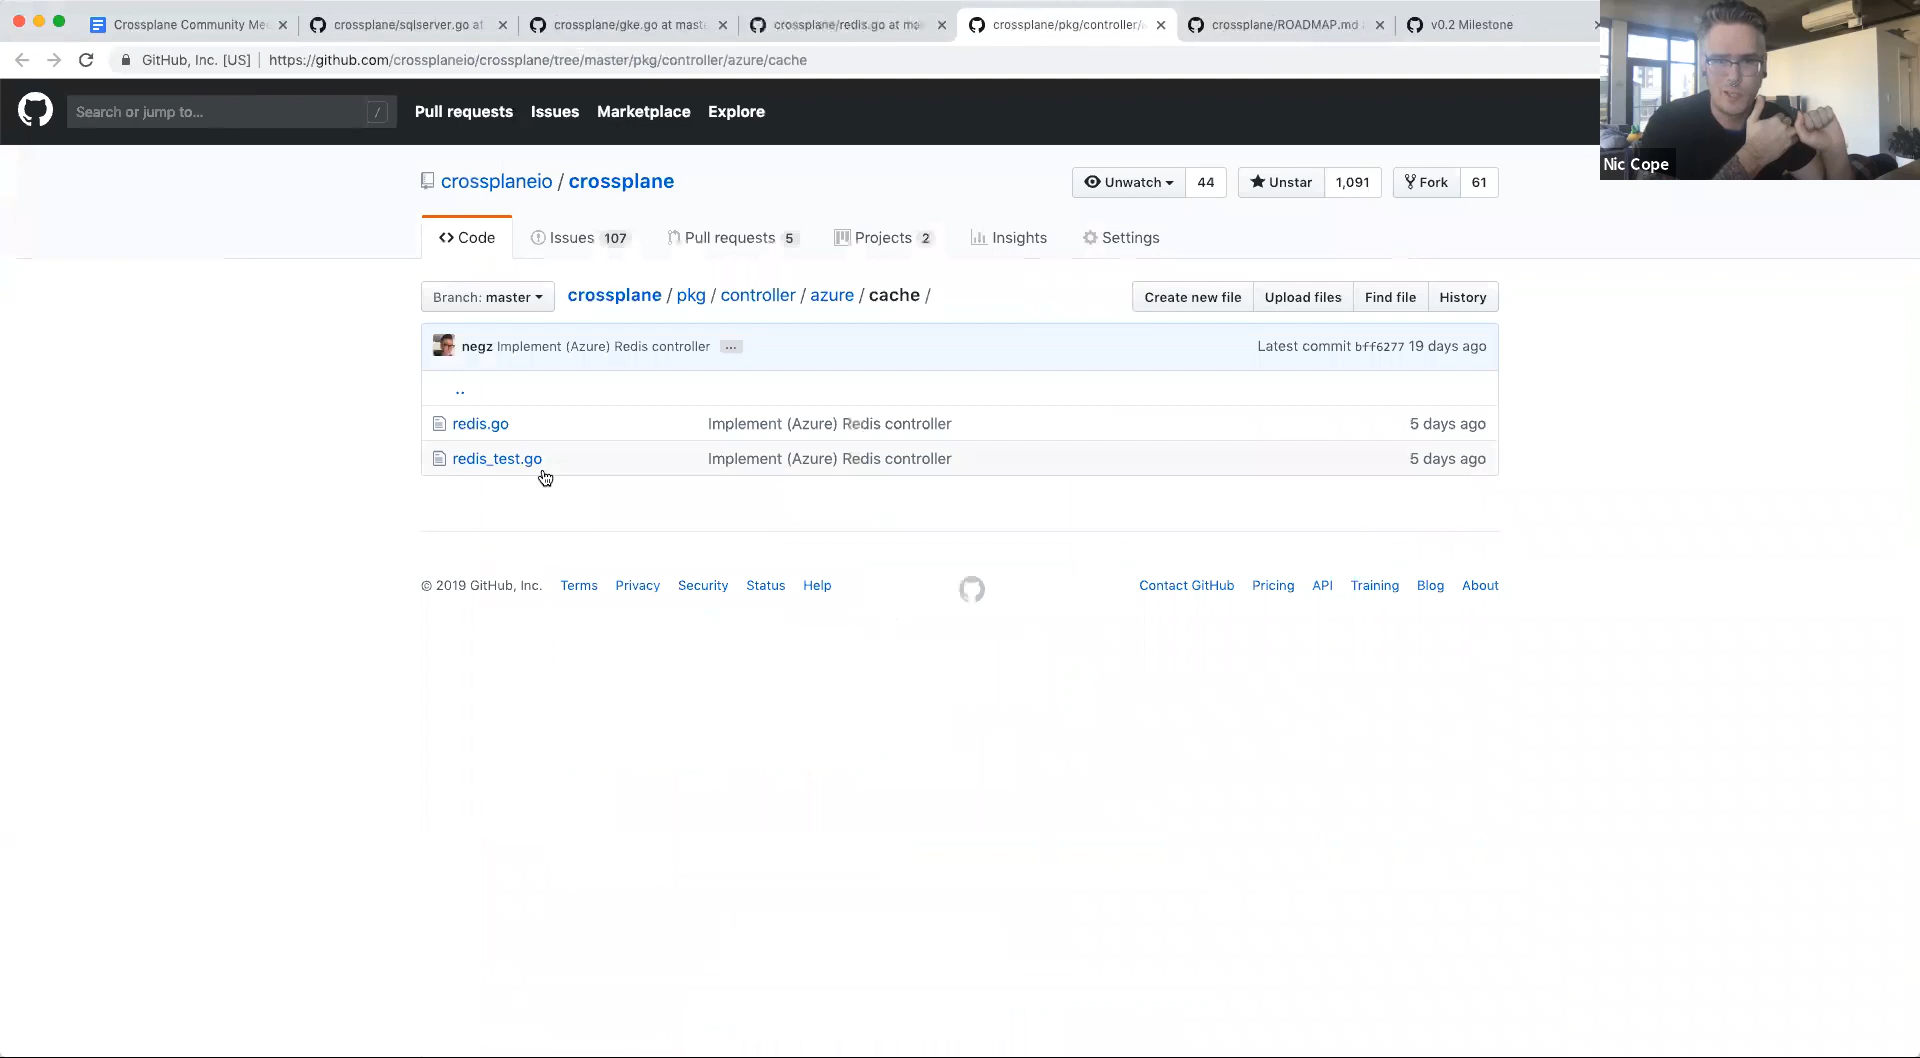 Crossplane Community Me
crossplane/sqlserver.go at
crossplane/gke.go at mast
crossplane/redis.go at ma
crossplane/pkg/controller/
crossplane/ROADMAP.md
v0.2 Milestone
GitHub, Inc. [US] | https://github.com/crossplaneio/crossplane/tree/master/pkg/controller/azure/cache
Search or jump to... /
Pull requests Issues Marketplace Explore
Nic Cope
crossplaneio / crossplane
Unwatch 44 Unstar 1,091 Fork 61
Code Issues 107 Pull requests 5 Projects 2 Insights Settings
Branch: master crossplane / pkg / controller / azure / cache /
Create new file Upload files Find file History
negz Implement (Azure) Redis controller ... Latest commit bff6277 19 days ago
..
redis.go Implement (Azure) Redis controller 5 days ago
redis_test.go Implement (Azure) Redis controller 5 days ago
© 2019 GitHub, Inc. Terms Privacy Security Status Help
Contact GitHub Pricing API Training Blog About